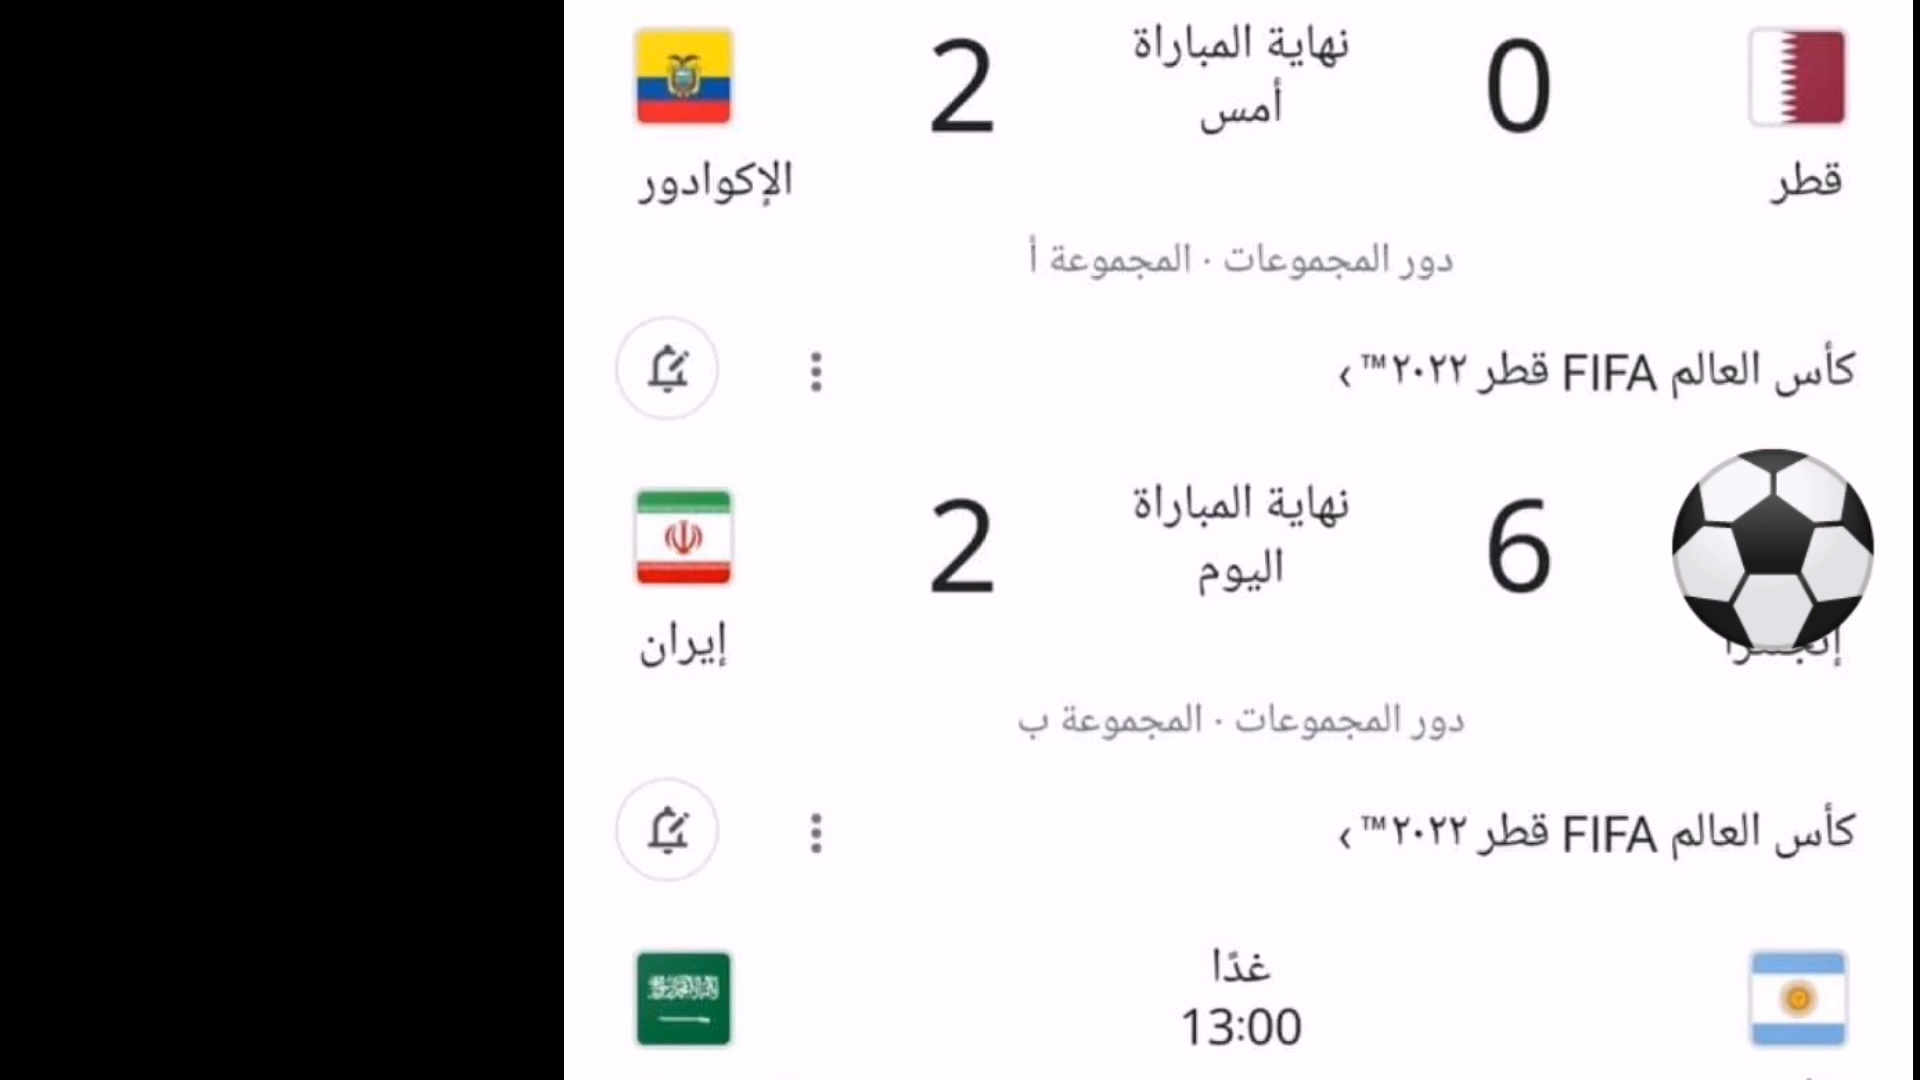 0
نهاية المباراة
2
أمس
قطر
الإكوادور
دور المجموعات · المجموعة أ
كأس العالم FIFA قطر ٢٠٢٢™ ›
6
نهاية المباراة
2
اليوم
إيران
دور المجموعات · المجموعة ب
كأس العالم FIFA قطر ٢٠٢٢™ ›
غدًا
13:00